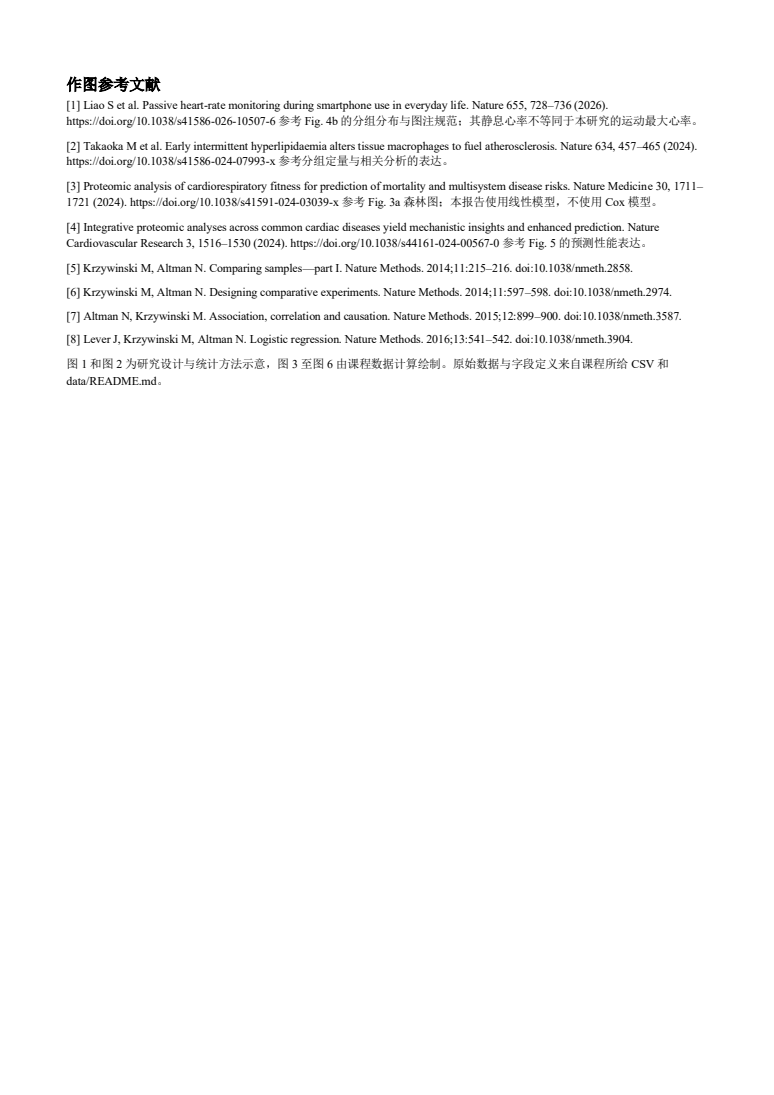 作图参考文献
[1] Liao S et al. Passive heart-rate monitoring during smartphone use in everyday life. Nature 655, 728–736 (2026).
https://doi.org/10.1038/s41586-026-10507-6 参考 Fig. 4b 的分组分布与图注规范；其静息心率不等同于本研究的运动最大心率。
[2] Takaoka M et al. Early intermittent hyperlipidaemia alters tissue macrophages to fuel atherosclerosis. Nature 634, 457–465 (2024).
https://doi.org/10.1038/s41586-024-07993-x 参考分组定量与相关分析的表达。
[3] Proteomic analysis of cardiorespiratory fitness for prediction of mortality and multisystem disease risks. Nature Medicine 30, 1711–
1721 (2024). https://doi.org/10.1038/s41591-024-03039-x 参考 Fig. 3a 森林图；本报告使用线性模型，不使用 Cox 模型。
[4] Integrative proteomic analyses across common cardiac diseases yield mechanistic insights and enhanced prediction. Nature
Cardiovascular Research 3, 1516–1530 (2024). https://doi.org/10.1038/s44161-024-00567-0 参考 Fig. 5 的预测性能表达。
[5] Krzywinski M, Altman N. Comparing samples—part I. Nature Methods. 2014;11:215–216. doi:10.1038/nmeth.2858.
[6] Krzywinski M, Altman N. Designing comparative experiments. Nature Methods. 2014;11:597–598. doi:10.1038/nmeth.2974.
[7] Altman N, Krzywinski M. Association, correlation and causation. Nature Methods. 2015;12:899–900. doi:10.1038/nmeth.3587.
[8] Lever J, Krzywinski M, Altman N. Logistic regression. Nature Methods. 2016;13:541–542. doi:10.1038/nmeth.3904.
图 1 和图 2 为研究设计与统计方法示意，图 3 至图 6 由课程数据计算绘制。原始数据与字段定义来自课程所给 CSV 和
data/README.md。